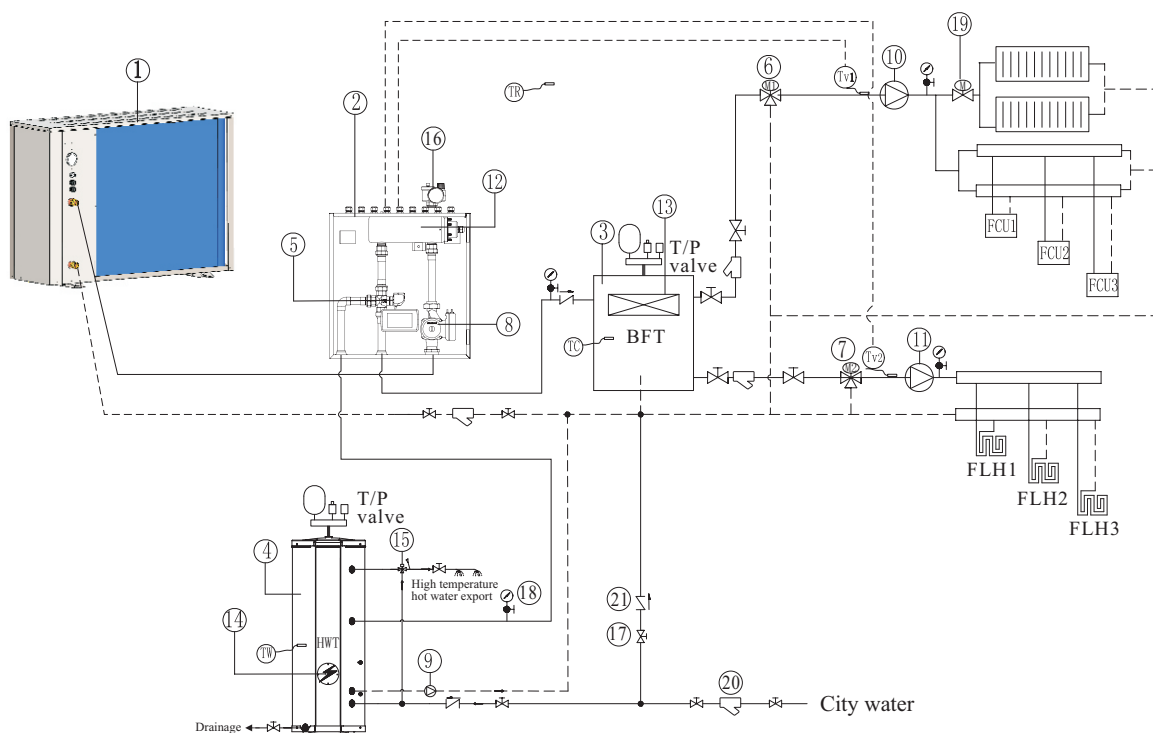 ①
②
⑯
⑫
⑤
⑧
TR
③
⑬
T/P
valve
BFT
TC
⑥
M1
Tv1
⑩
⑲
M
FCU1
FCU2
FCU3
⑦
M2
Tv2
⑪
FLH1
FLH2
FLH3
T/P
valve
④
⑭
TW
HWT
⑮
High temperature
hot water export
⑱
⑨
㉑
⑰
⑳
City water
Drainage